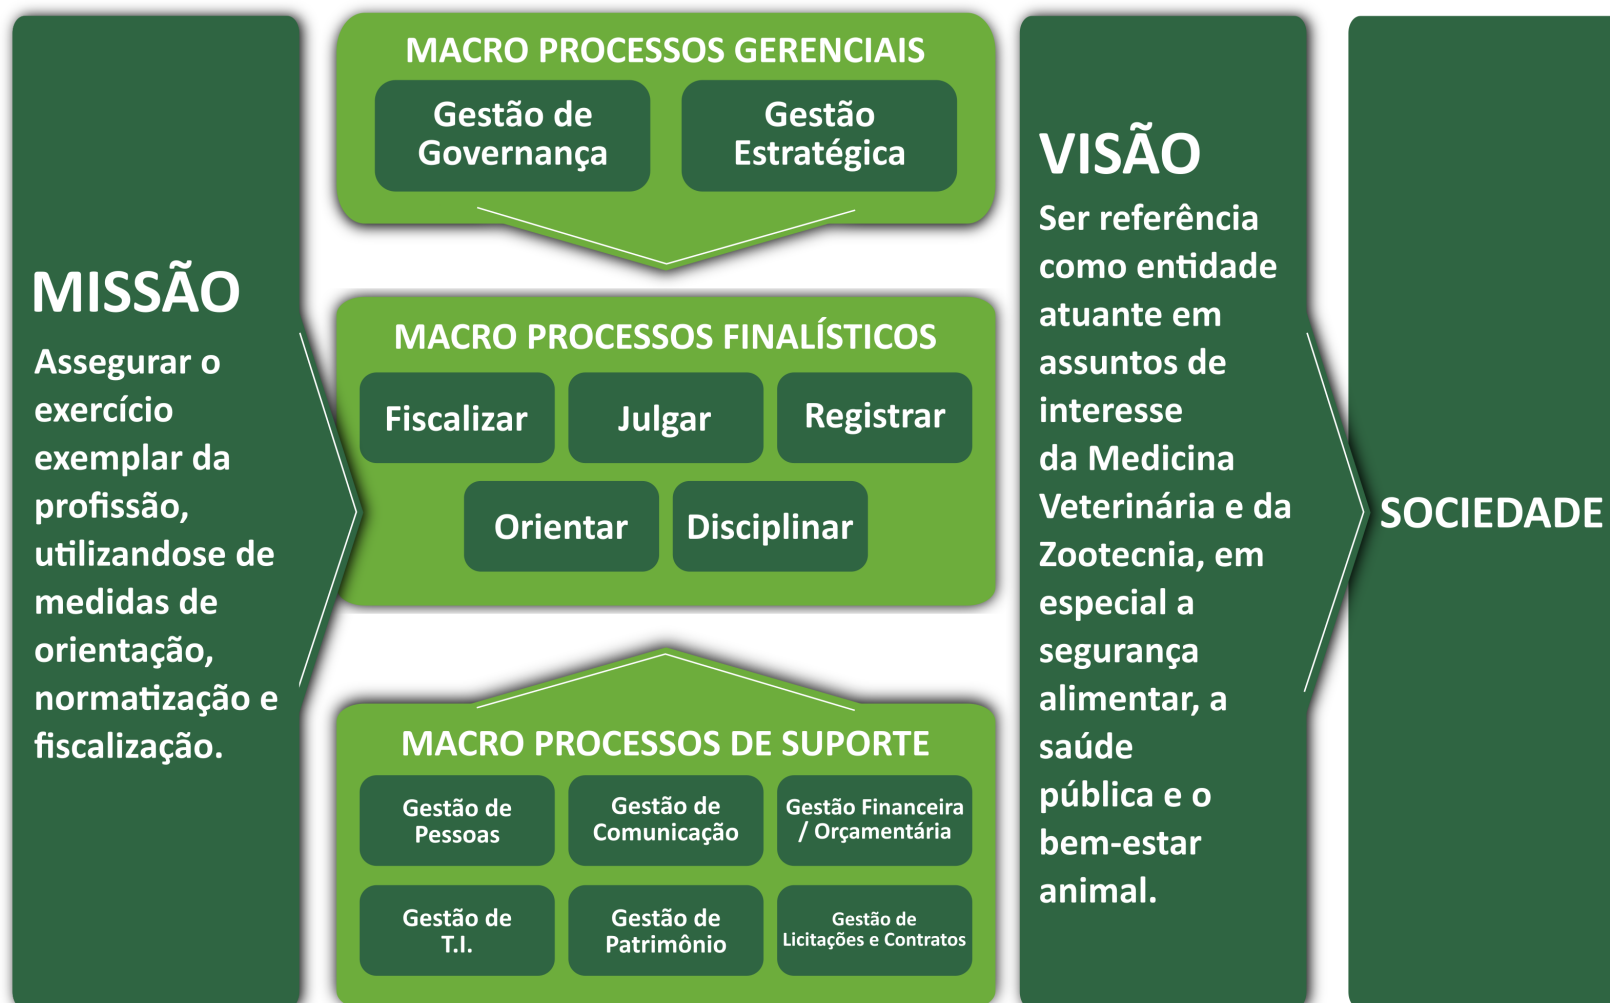 MISSÃO
Assegurar o
exercício
exemplar da
profissão,
utilizandose de
medidas de
orientação,
normatização e
fiscalização.
MACRO PROCESSOS GERENCIAIS
Gestão de
Governança
Gestão
Estratégica
MACRO PROCESSOS FINALÍSTICOS
Fiscalizar
Julgar
Registrar
Orientar
Disciplinar
MACRO PROCESSOS DE SUPORTE
Gestão de
Pessoas
Gestão de
Comunicação
Gestão Financeira
/ Orçamentária
Gestão de
T.I.
Gestão de
Patrimônio
Gestão de
Licitações e Contratos
VISÃO
Ser referência
como entidade
atuante em
assuntos de
interesse
da Medicina
Veterinária e da
Zootecnia, em
especial a
segurança
alimentar, a
saúde
pública e o
bem-estar
animal.
SOCIEDADE